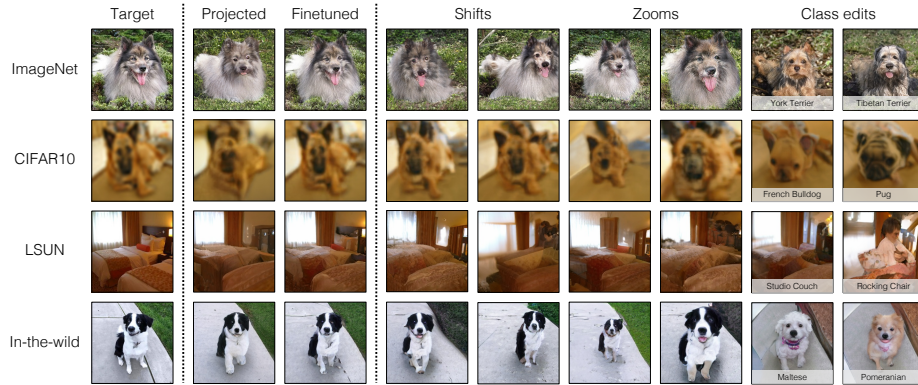 Target Projected Finetuned Shifts Zooms Class edits
ImageNet
York Terrier Tibetan Terrier
CIFAR10
French Bulldog Pug
LSUN
Studio Couch Rocking Chair
In-the-wild
Maltese Pomeranian